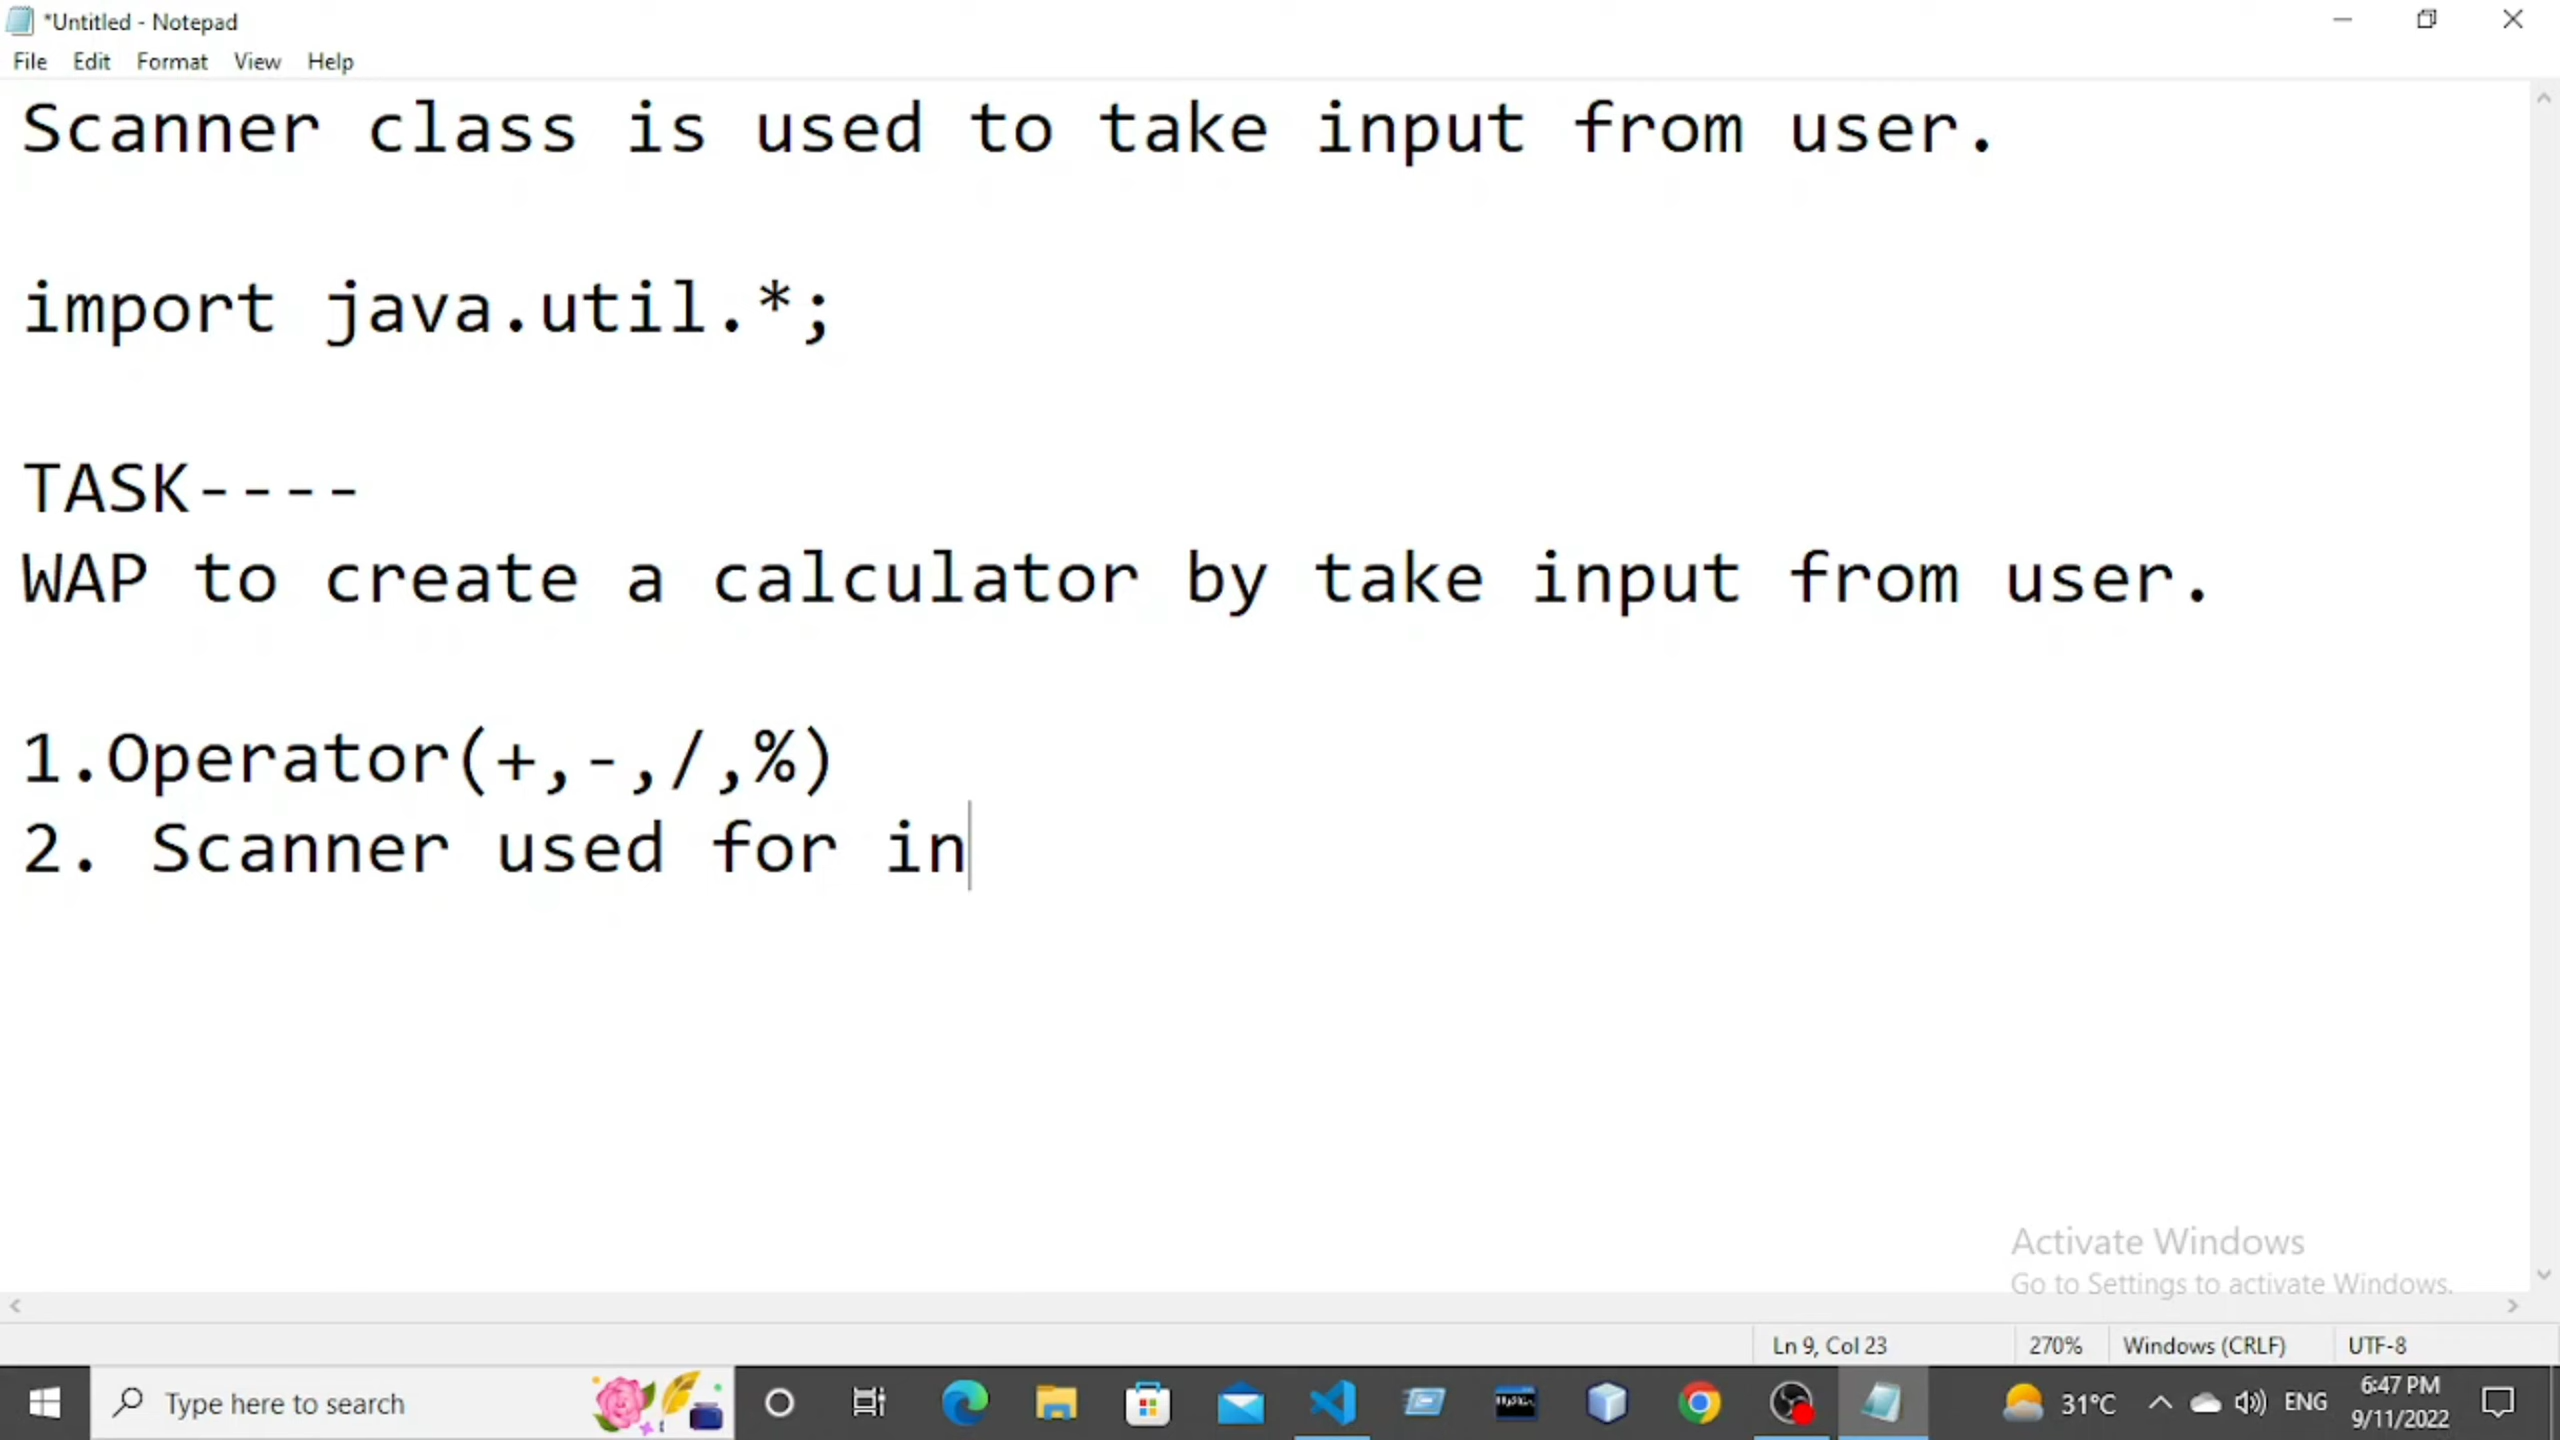 *Untitled - Notepad
File Edit Format View Help
Scanner class is used to take input from user.
import java.util.*;
TASK----
WAP to create a calculator by take input from user.
1.Operator(+,-,/,%)
2. Scanner used for in
Activate Windows
Go to Settings to activate Windows.
Ln 9, Col 23 270% Windows (CRLF) UTF-8
Type here to search 31°C ENG 6:47 PM
9/11/2022